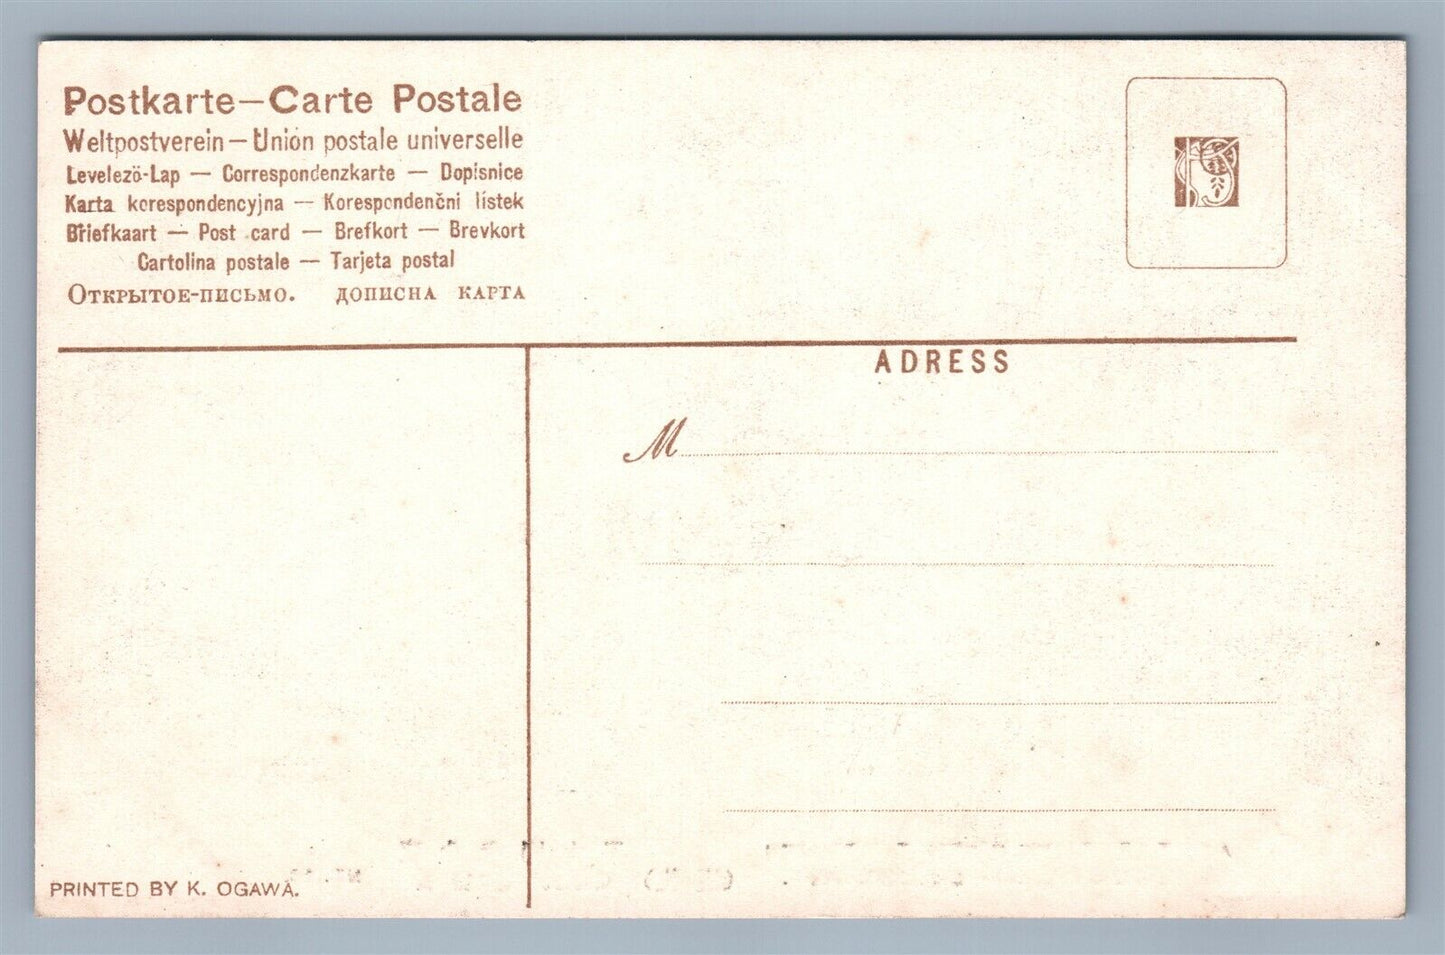 Postkarte—Carte Postale
Weltpostverein—Union postale universelle
Levelezö-Lap — Correspondenzkarte — Dopisnice
Karta korespondencyjna — Korespondenčni lístek
Briefkaart — Post card — Brefkort — Brevkort
Cartolina postale — Tarjeta postal
Открытое-письмо. дописна карта
ADRESS
M
PRINTED BY K. OGAWA.